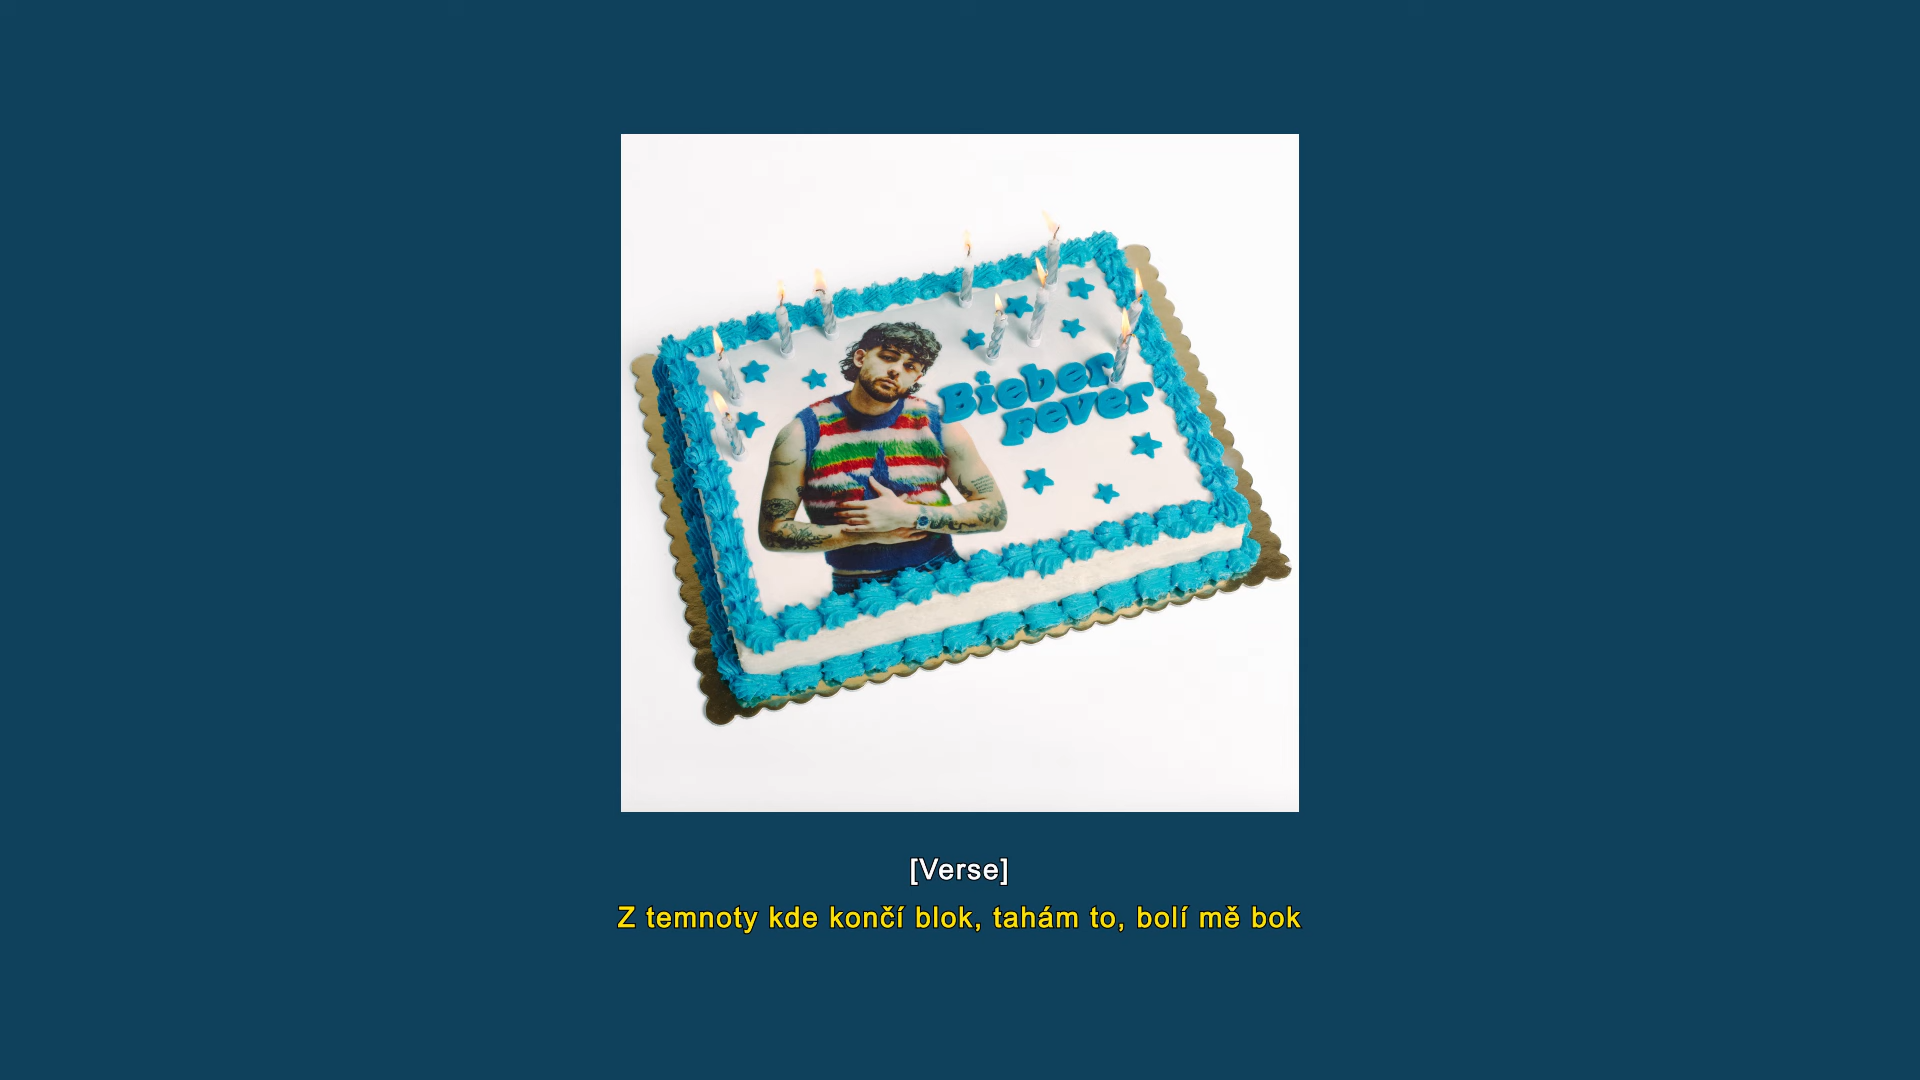 Bieber
Fever
[Verse]
Z temnoty kde končí blok, tahám to, bolí mě bok